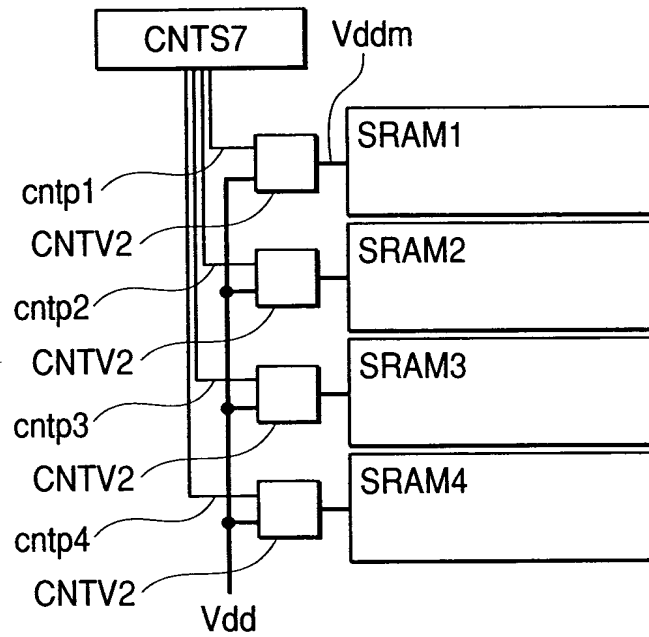 CNTS7
Vddm
SRAM1
cntp1
CNTV2
SRAM2
cntp2
CNTV2
SRAM3
cntp3
CNTV2
SRAM4
cntp4
CNTV2
Vdd